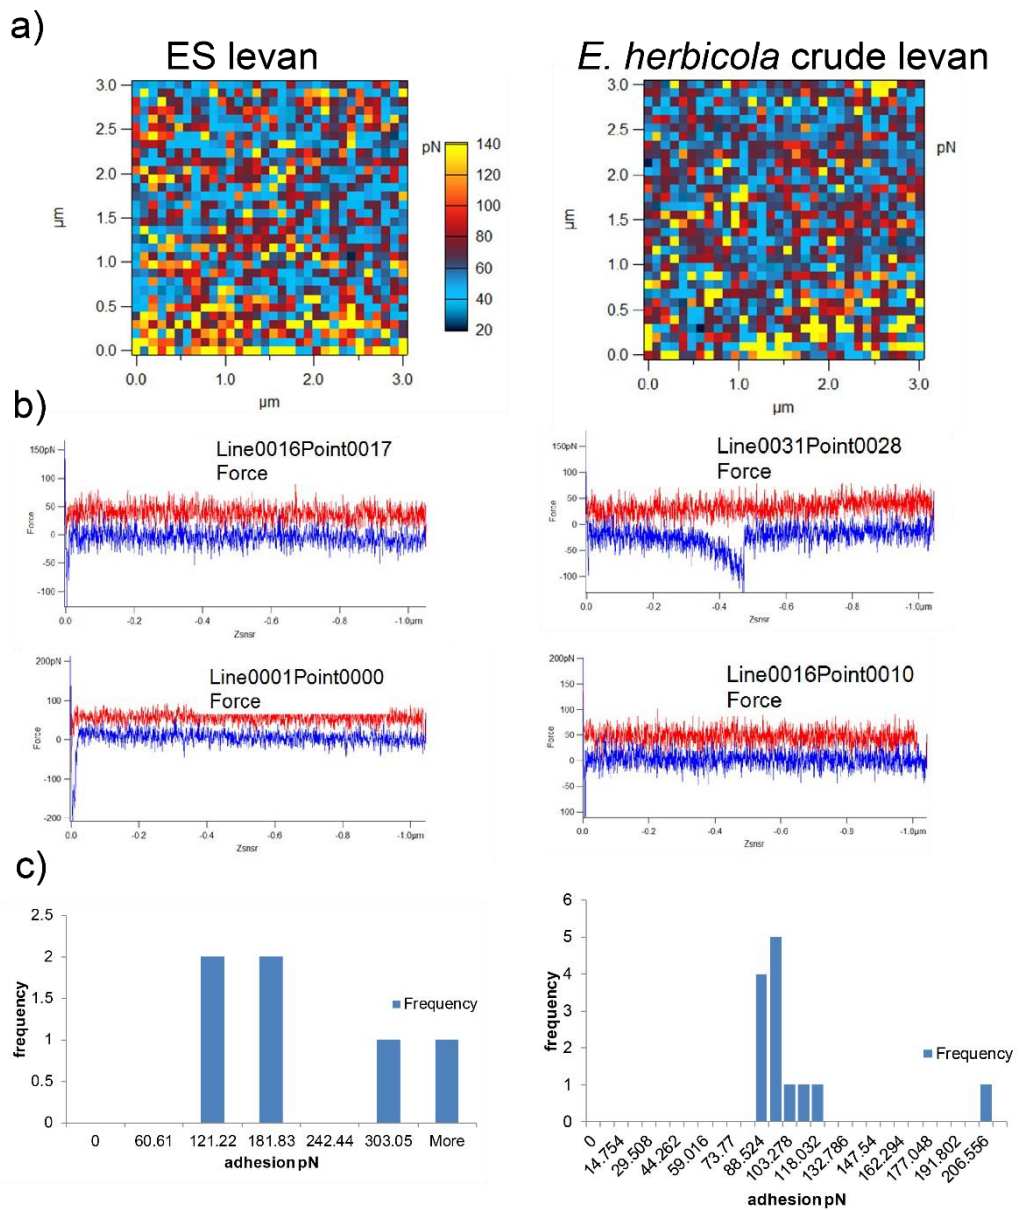 a)
ES levan
E. herbicola crude levan
3.0
2.5
2.0
1.5
1.0
0.5
0.0
µm
0.0 1.0 2.0 3.0
µm
pN
140
120
100
80
60
40
20
3.0
2.5
2.0
1.5
1.0
0.5
0.0
µm
0.0 1.0 2.0 3.0
µm
pN
b)
Line0016Point0017
Force
150pN
100
50
0
-50
-100
Force
0.0 -0.2 -0.4 -0.6 -0.8 -1.0µm
Zsnsr
Line0031Point0028
Force
150pN
100
50
0
-50
-100
Force
0.0 -0.2 -0.4 -0.6 -0.8 -1.0µm
Zsnsr
Line0001Point0000
Force
200pN
100
0
-100
-200
Force
0.0 -0.2 -0.4 -0.6 -0.8 -1.0µm
Zsnsr
Line0016Point0010
Force
200pN
150
100
50
0
-50
-100
Force
0.0 -0.2 -0.4 -0.6 -0.8 -1.0µm
Zsnsr
c)
2.5
2
1.5
1
0.5
0
frequency
Frequency
0 60.61 121.22 181.83 242.44 303.05 More
adhesion pN
6
5
4
3
2
1
0
frequency
Frequency
0 14.754 29.508 44.262 59.016 73.77 88.524 103.278 118.032 132.786 147.54 162.294 177.048 191.802 206.556
adhesion pN